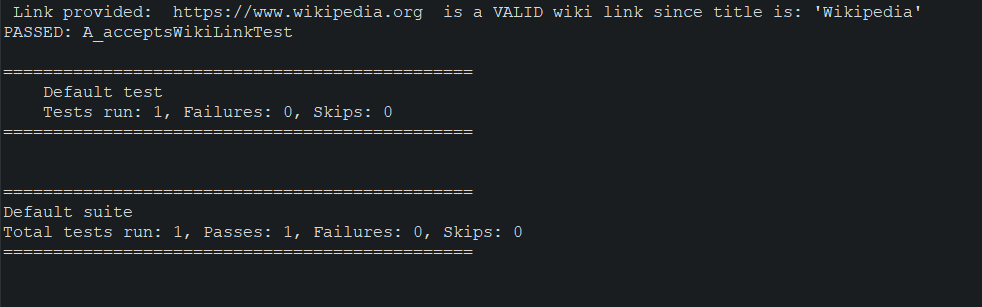 Link provided:  https://www.wikipedia.org  is a VALID wiki link since title is: 'Wikipedia'
PASSED: A_acceptsWikiLinkTest
===============================================
    Default test
    Tests run: 1, Failures: 0, Skips: 0
===============================================
===============================================
Default suite
Total tests run: 1, Passes: 1, Failures: 0, Skips: 0
===============================================